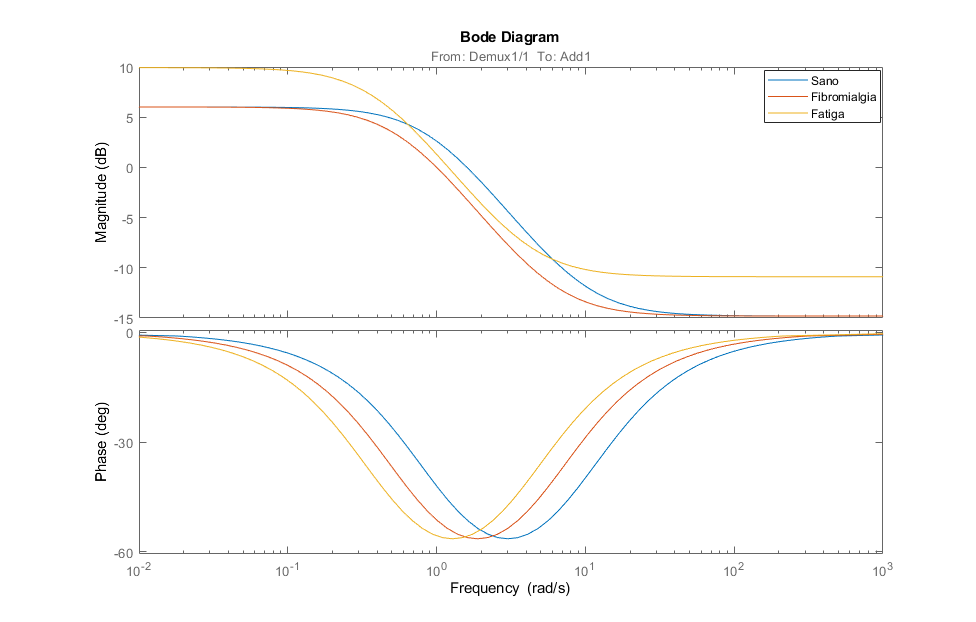 Bode Diagram
From: Demux1/1 To: Add1
Sano
Fibromialgia
Fatiga
Magnitude (dB)
10
5
0
-5
-10
-15
Phase (deg)
0
-30
-60
10^-2 10^-1 10^0 10^1 10^2 10^3
Frequency (rad/s)